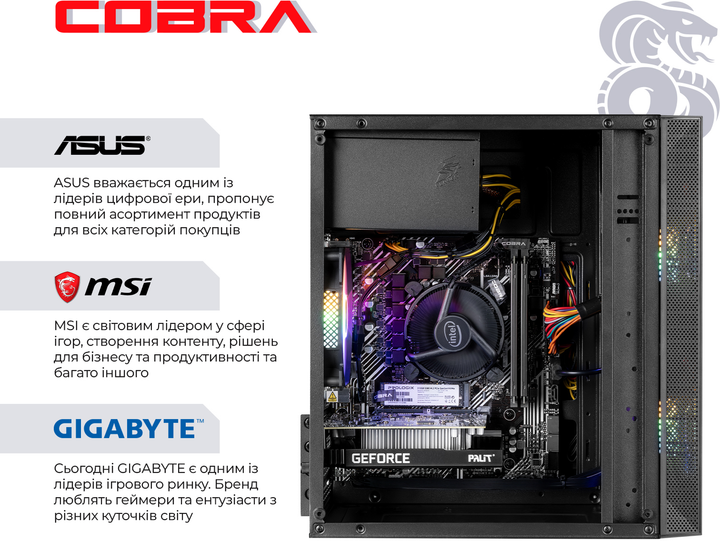 COBRA
ASUS
ASUS вважається одним із
лідерів цифрової ери, пропонує
повний асортимент продуктів
для всіх категорій покупців
msi
MSI є світовим лідером у сфері
ігор, створення контенту, рішень
для бізнесу та продуктивності та
багато іншого
GIGABYTE™
Сьогодні GIGABYTE є одним із
лідерів ігрового ринку. Бренд
люблять геймери та ентузіасти з
різних куточків світу
COBRA
intel
PROLOGIX
GEFORCE
PALIT